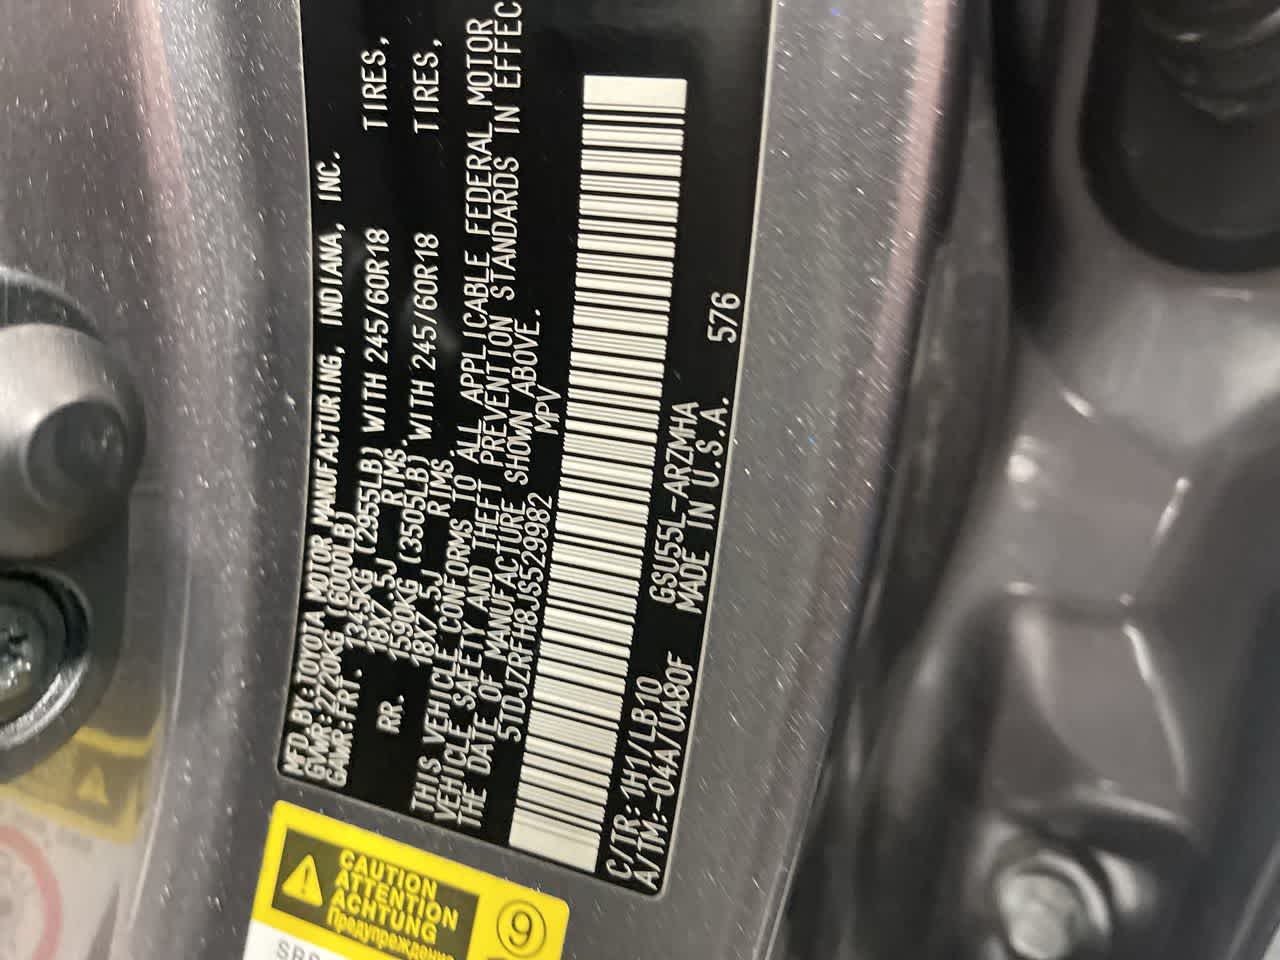 MFD. BY: TOYOTA MOTOR MANUFACTURING, INDIANA, INC.
GVWR: 2720KG (6000LB)
GAWR: FRT. 1345KG (2955LB) WITH 245/60R18 TIRES,
18X7.5J RIMS.
RR. 1590KG (3505LB) WITH 245/60R18 TIRES,
18X7.5J RIMS.
THIS VEHICLE CONFORMS TO ALL APPLICABLE FEDERAL MOTOR
VEHICLE SAFETY AND THEFT PREVENTION STANDARDS IN EFFEC
THE DATE OF MANUFACTURE SHOWN ABOVE.
5TDJZRFH8JS529982 MPV
C/TR: 1H1/LB10 GSU55L-ARZMHA
A/TM:-04A/UA80F MADE IN U.S.A. 576
CAUTION
ATTENTION
ACHTUNG
Предупреждение
9
SRS